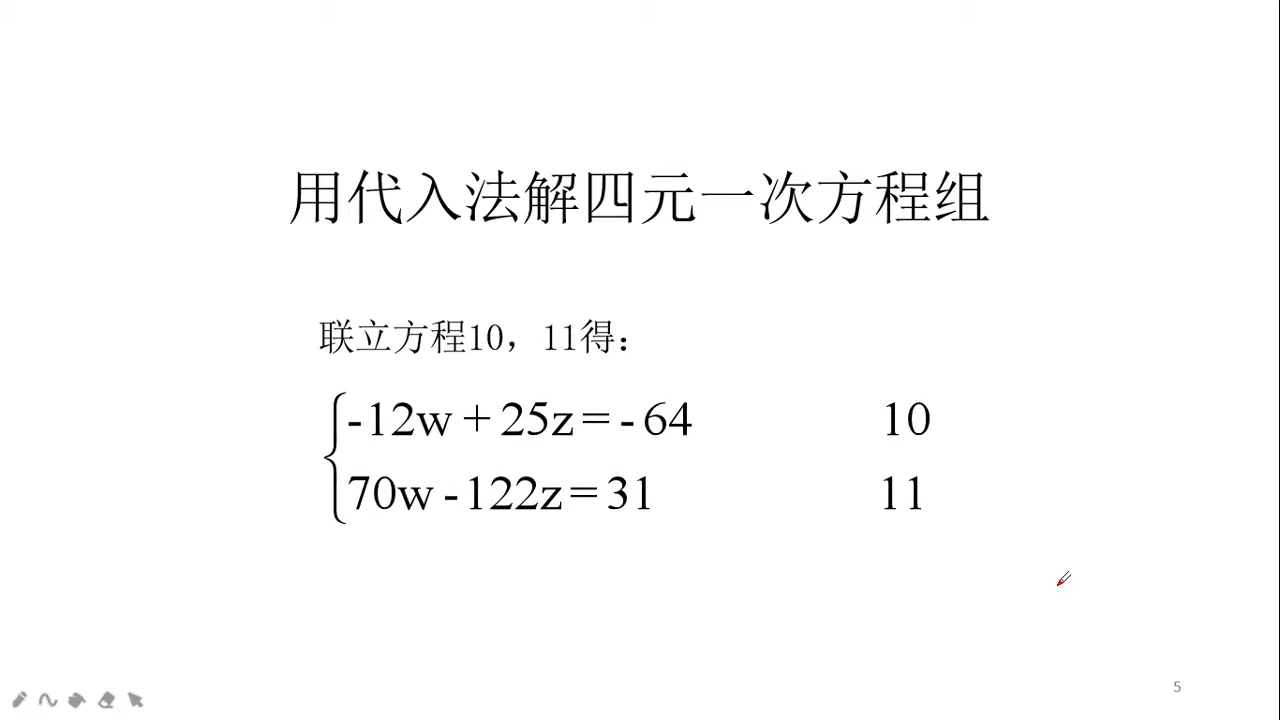 用代入法解四元一次方程组
联立方程10，11得：
-12w + 25z = - 64 10
70w - 122z = 31 11
5